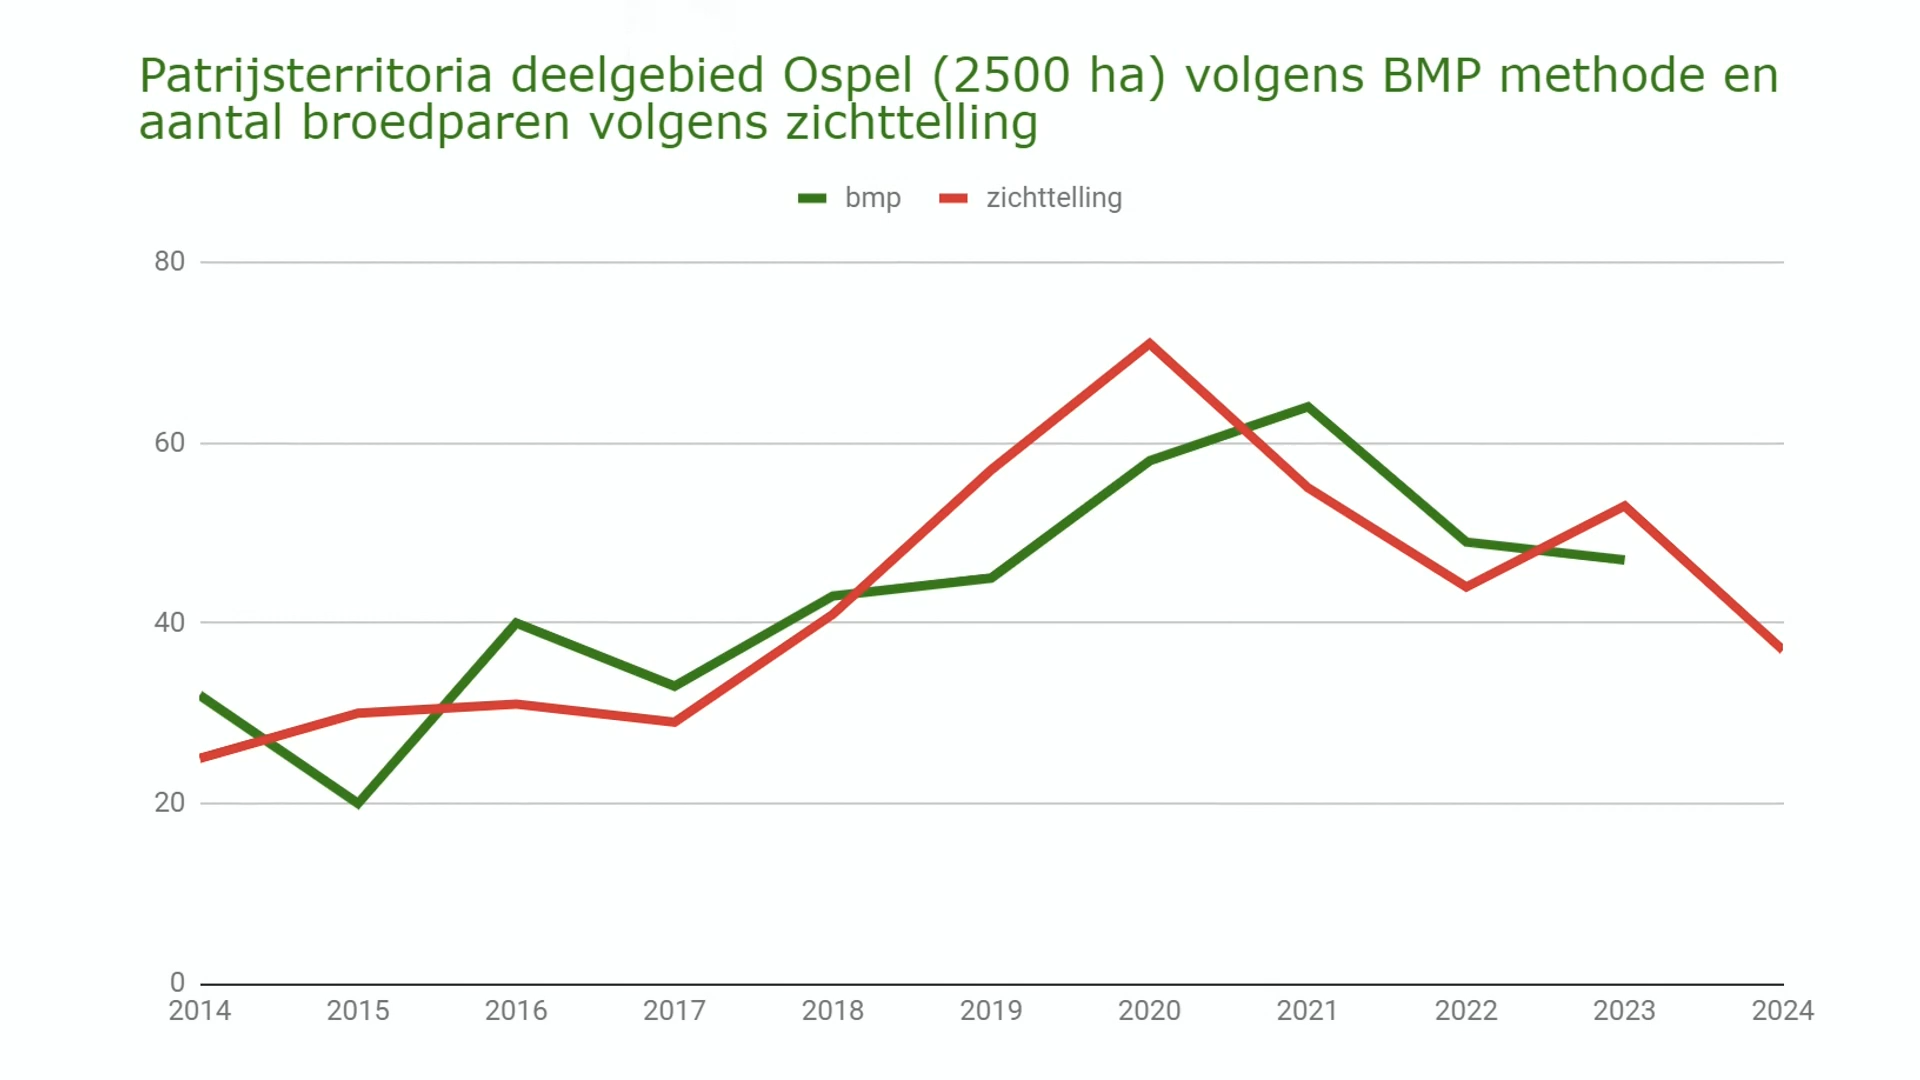 Patrijsterritoria deelgebied Ospel (2500 ha) volgens BMP methode en
aantal broedparen volgens zichttelling
bmp zichttelling
80
60
40
20
0
2014 2015 2016 2017 2018 2019 2020 2021 2022 2023 2024